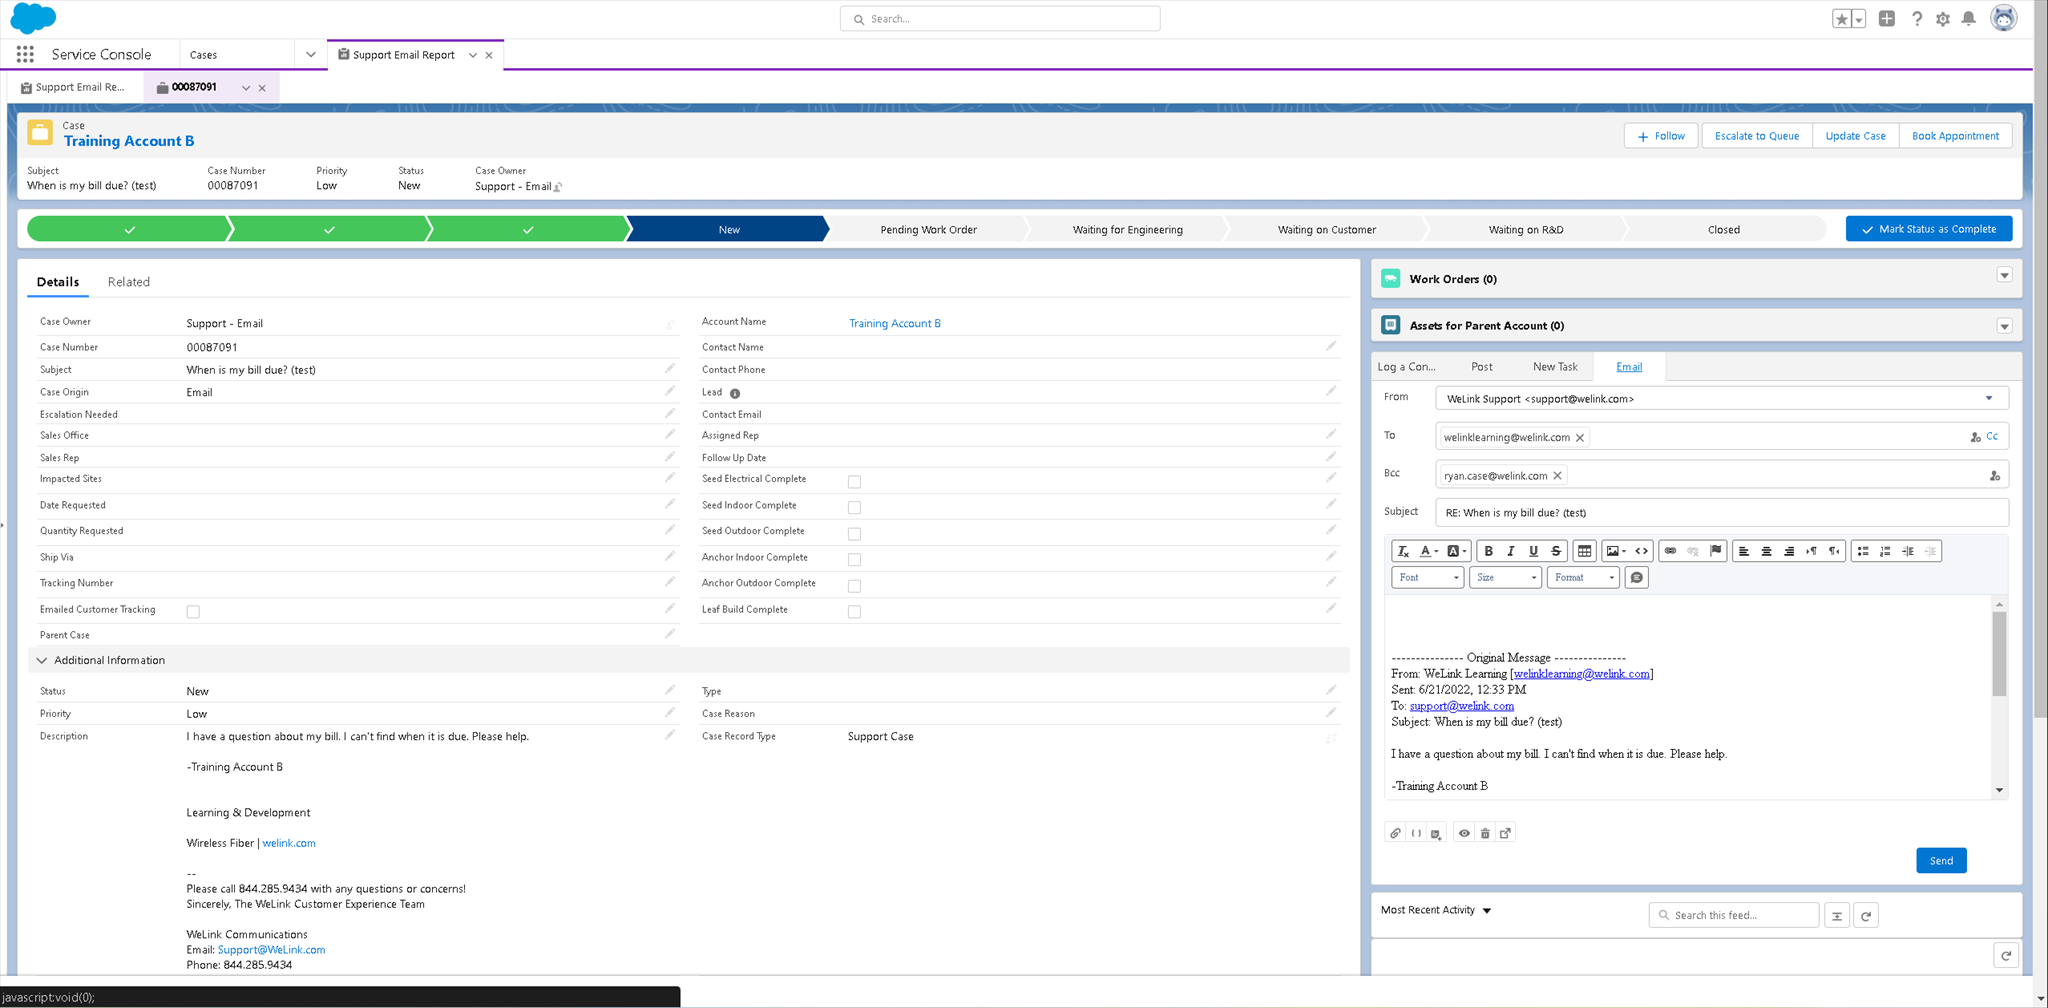 Search...
Service Console
Cases
Support Email Report
Support Email Re...
00087091
Case
Training Account B
Follow
Escalate to Queue
Update Case
Book Appointment
Subject
When is my bill due? (test)
Case Number
00087091
Priority
Low
Status
New
Case Owner
Support - Email
New
Pending Work Order
Waiting for Engineering
Waiting on Customer
Waiting on R&D
Closed
Mark Status as Complete
Details
Related
Case Owner
Support - Email
Case Number
00087091
Subject
When is my bill due? (test)
Case Origin
Email
Escalation Needed
Sales Office
Sales Rep
Impacted Sites
Date Requested
Quantity Requested
Ship Via
Tracking Number
Emailed Customer Tracking
Parent Case
Account Name
Training Account B
Contact Name
Contact Phone
Lead
Contact Email
Assigned Rep
Follow Up Date
Seed Electrical Complete
Seed Indoor Complete
Seed Outdoor Complete
Anchor Indoor Complete
Anchor Outdoor Complete
Leaf Build Complete
Additional Information
Status
New
Priority
Low
Description
I have a question about my bill. I can't find when it is due. Please help.
-Training Account B
Learning & Development
Wireless Fiber | welink.com
--
Please call 844.285.9434 with any questions or concerns!
Sincerely, The WeLink Customer Experience Team
WeLink Communications
Email: Support@WeLink.com
Phone: 844.285.9434
Type
Case Reason
Case Record Type
Support Case
Work Orders (0)
Assets for Parent Account (0)
Log a Con...
Post
New Task
Email
From
WeLink Support <support@welink.com>
To
welinklearning@welink.com
Cc
Bcc
ryan.case@welink.com
Subject
RE: When is my bill due? (test)
Font
Size
Format
--------------- Original Message ---------------
From: WeLink Learning [welinklearning@welink.com]
Sent: 6/21/2022, 12:33 PM
To: support@welink.com
Subject: When is my bill due? (test)
I have a question about my bill. I can't find when it is due. Please help.
-Training Account B
Send
Most Recent Activity
Search this feed...
javascript:void(0);